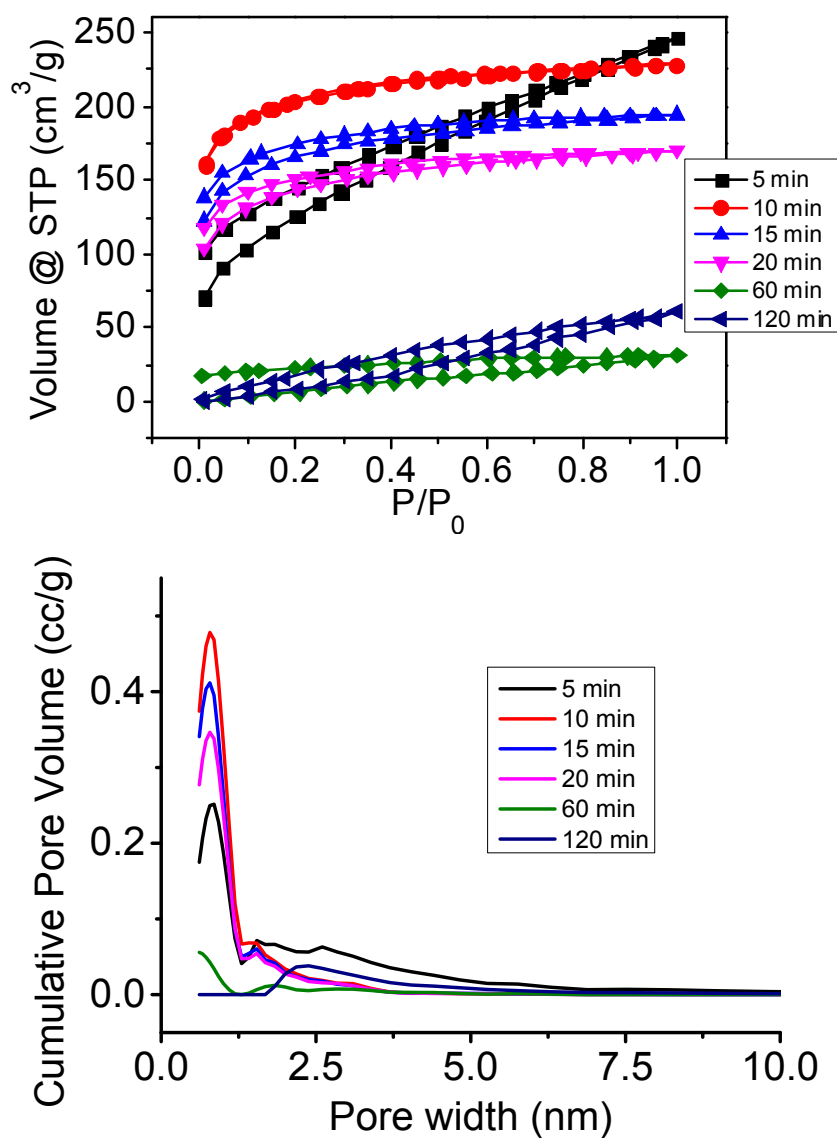 250
200
150
100
50
0
Volume @ STP (cm³/g)
0.0 0.2 0.4 0.6 0.8 1.0
P/P₀
5 min
10 min
15 min
20 min
60 min
120 min
Cumulative Pore Volume (cc/g)
0.4
0.2
0.0
0.0 2.5 5.0 7.5 10.0
Pore width (nm)
5 min
10 min
15 min
20 min
60 min
120 min